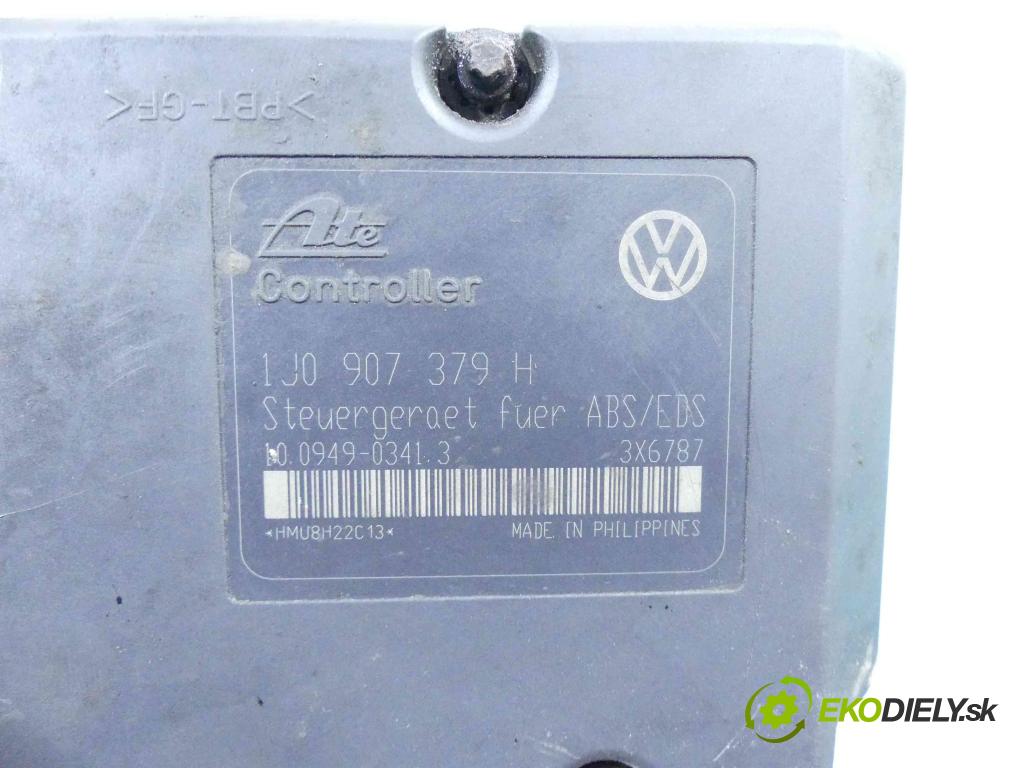 >PBT-GF<
Ate
Controller
1J0 907 379 H
Steuergeraet fuer ABS/EDS
10.0949-0341.3 3X6787
*HMU8H22C13* MADE IN PHILIPPINES
EKODIELY.sk